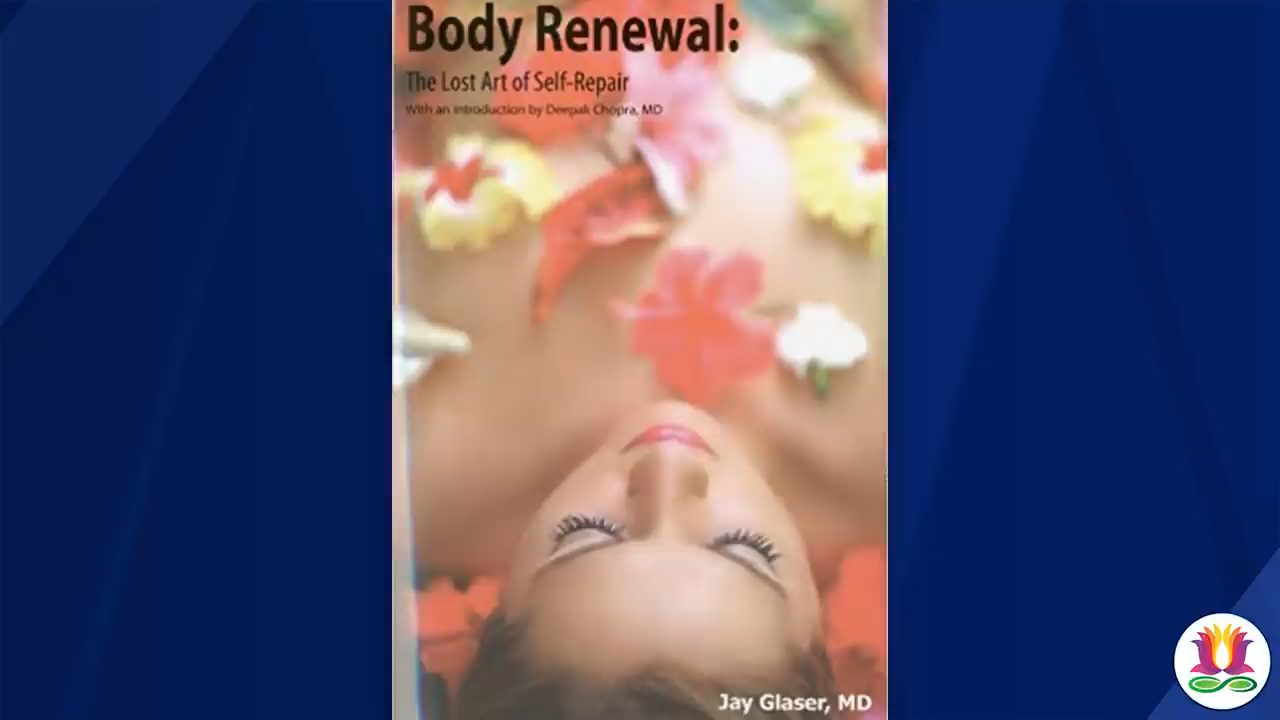 Body Renewal:
The Lost Art of Self-Repair
With an introduction by Deepak Chopra, MD
Jay Glaser, MD